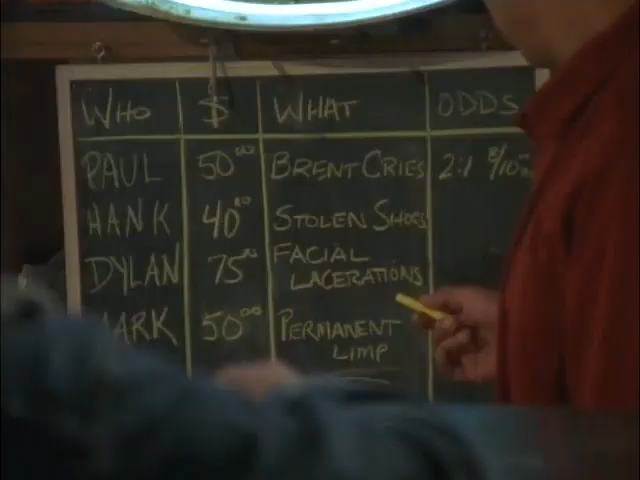 WHO $ WHAT ODDS
PAUL 50⁰⁰ BRENT CRIES 2:1
HANK 40⁰⁰ STOLEN SHOES
DYLAN 75⁰⁰ FACIAL
LACERATIONS
MARK 50⁰⁰ PERMANENT
LIMP